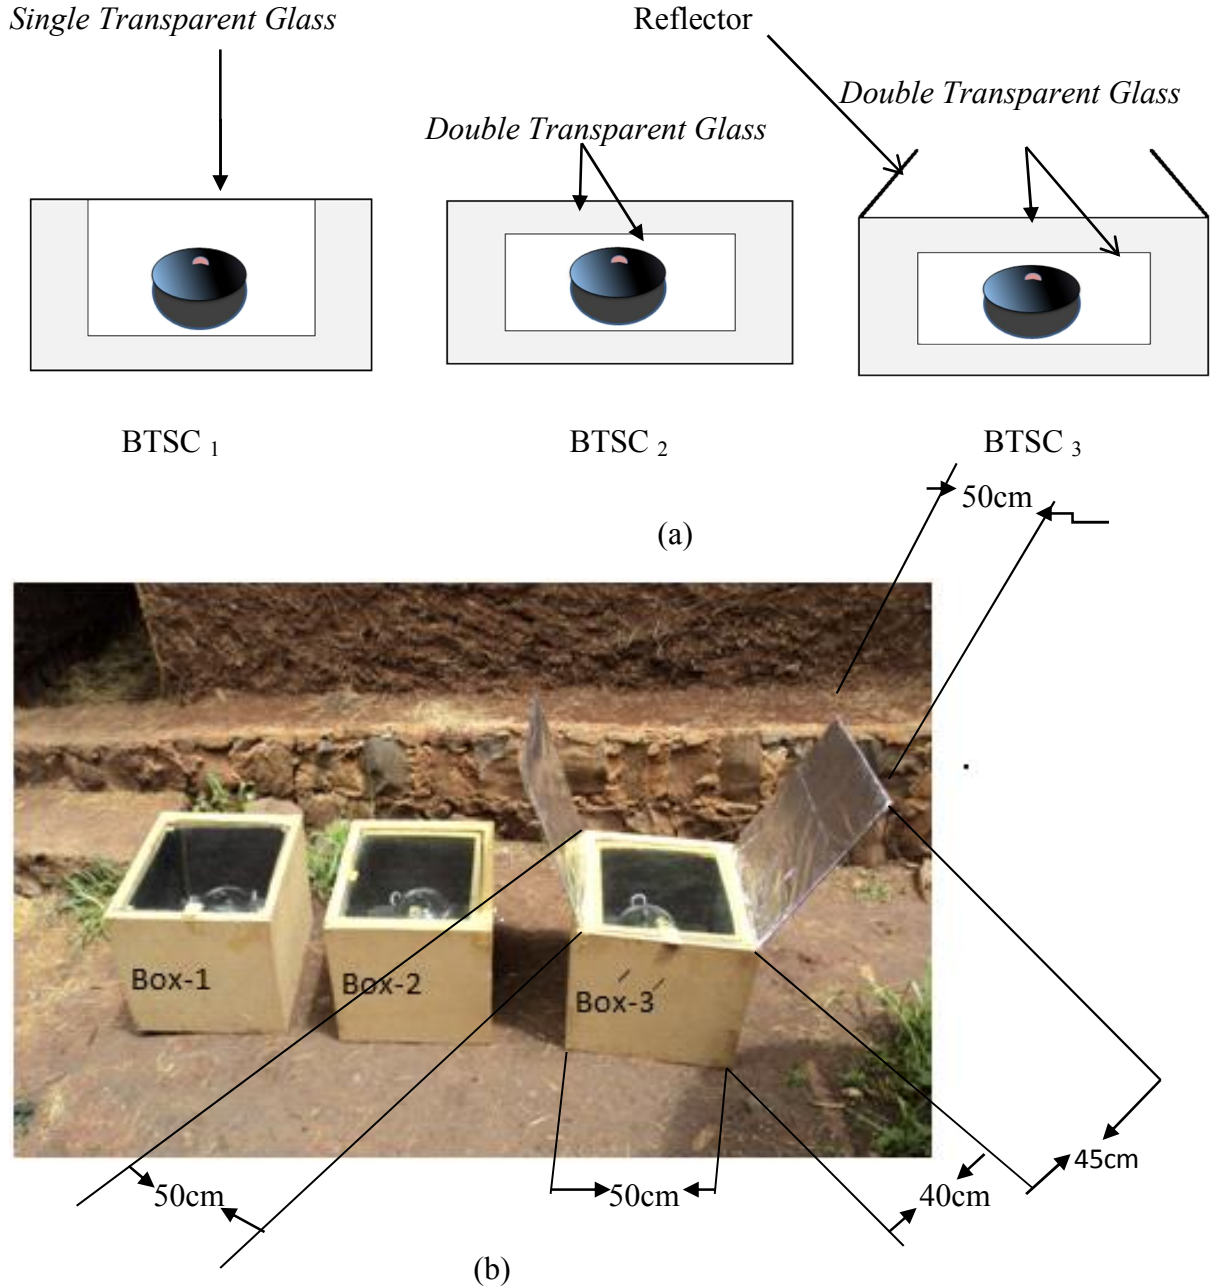 Single Transparent Glass
Reflector
Double Transparent Glass
Double Transparent Glass
BTSC 1
BTSC 2
BTSC 3
50cm
(a)
Box-1
Box-2
Box-3
50cm
50cm
40cm
45cm
(b)